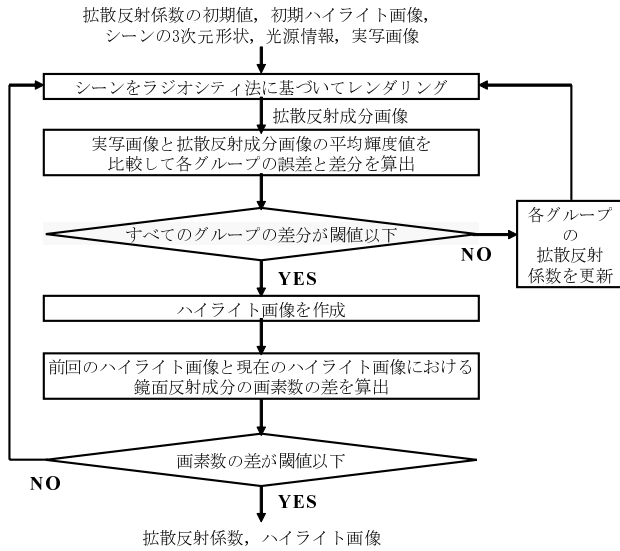 拡散反射係数の初期値，初期ハイライト画像，
シーンの3次元形状，光源情報，実写画像
シーンをラジオシティ法に基づいてレンダリング
拡散反射成分画像
実写画像と拡散反射成分画像の平均輝度値を
比較して各グループの誤差と差分を算出
すべてのグループの差分が閾値以下
NO
各グループ
の
拡散反射
係数を更新
YES
ハイライト画像を作成
前回のハイライト画像と現在のハイライト画像における
鏡面反射成分の画素数の差を算出
画素数の差が閾値以下
NO
YES
拡散反射係数，ハイライト画像